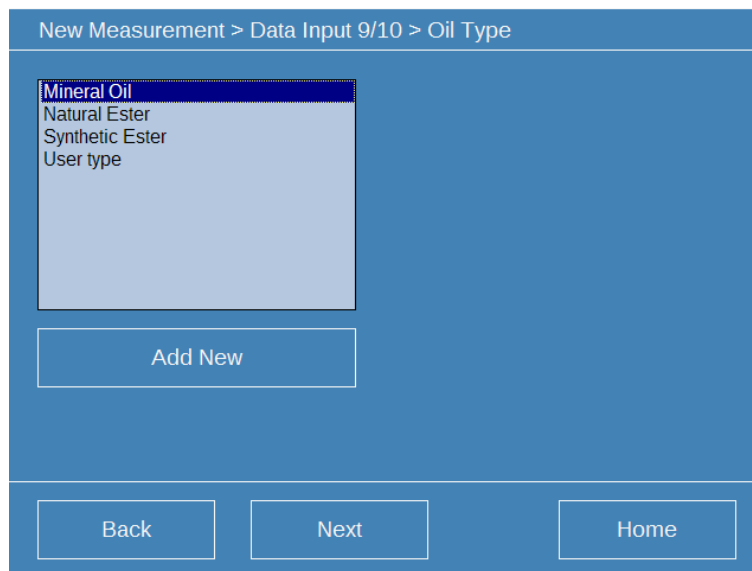 New Measurement > Data Input 9/10 > Oil Type
Mineral Oil
Natural Ester
Synthetic Ester
User type
Add New
Back Next Home